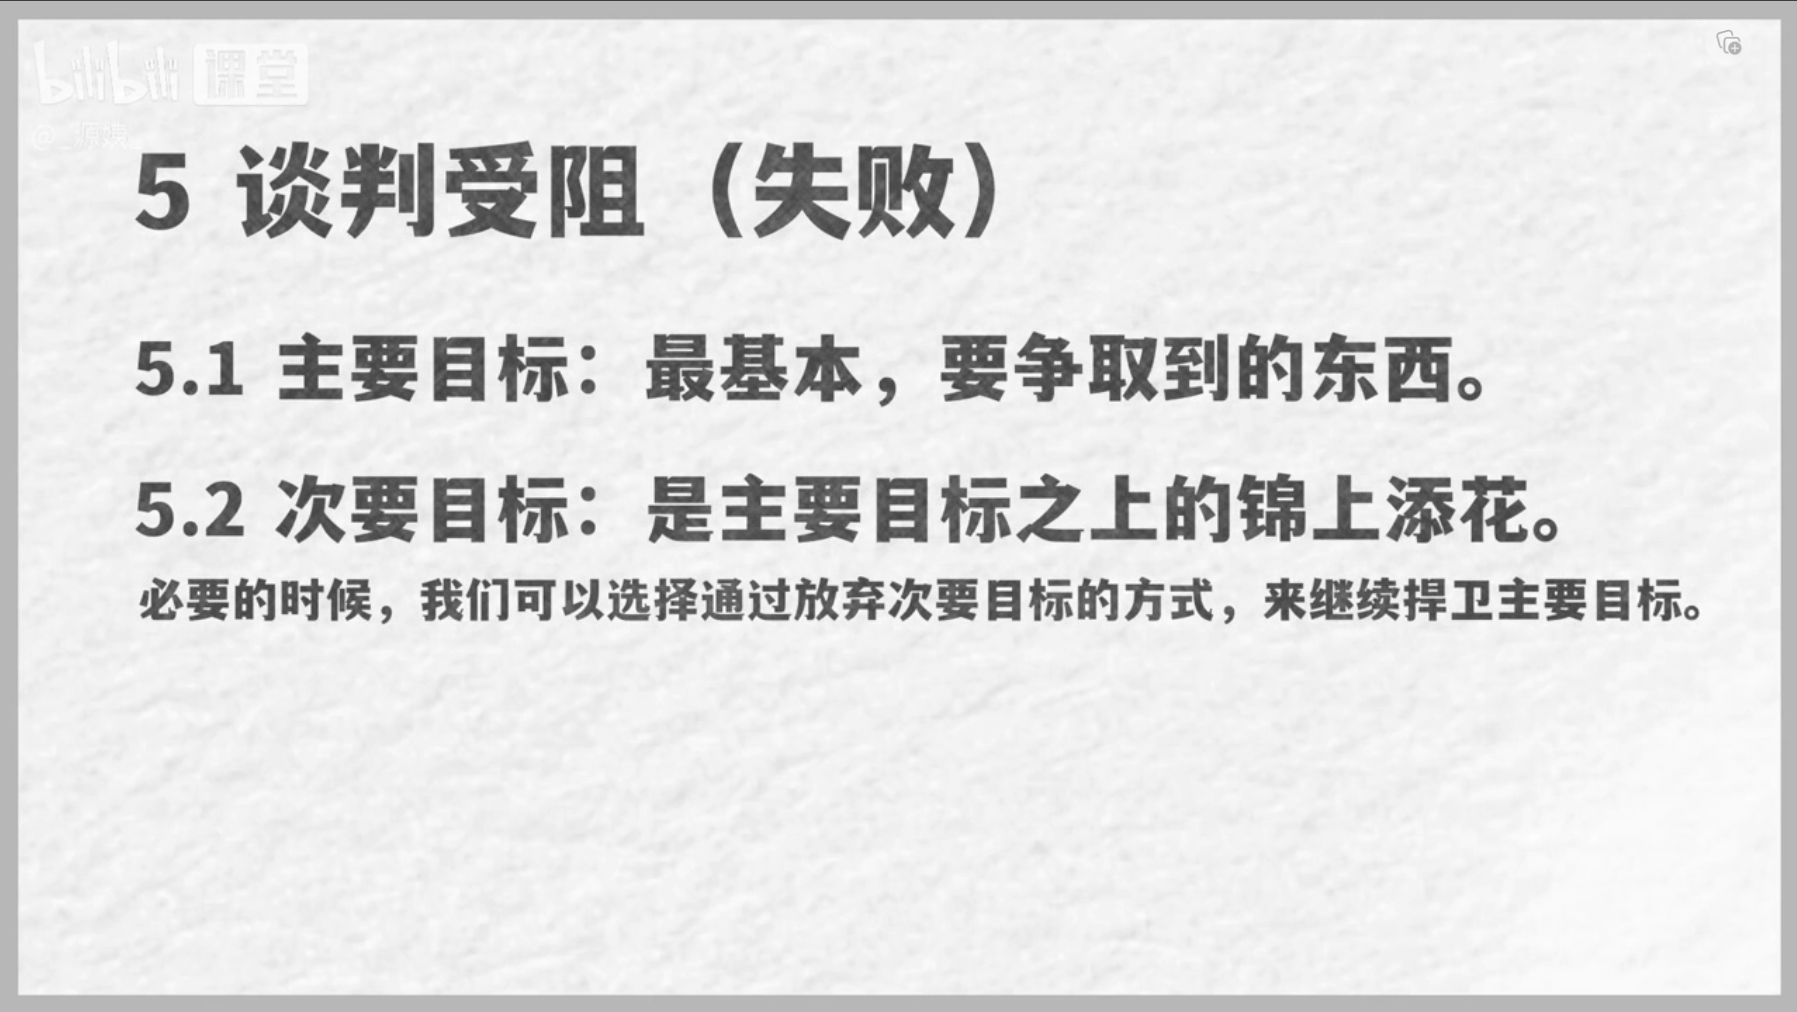 bilibili 课堂
@_源姨_
5 谈判受阻（失败）
5.1 主要目标：最基本，要争取到的东西。
5.2 次要目标：是主要目标之上的锦上添花。
必要的时候，我们可以选择通过放弃次要目标的方式，来继续捍卫主要目标。